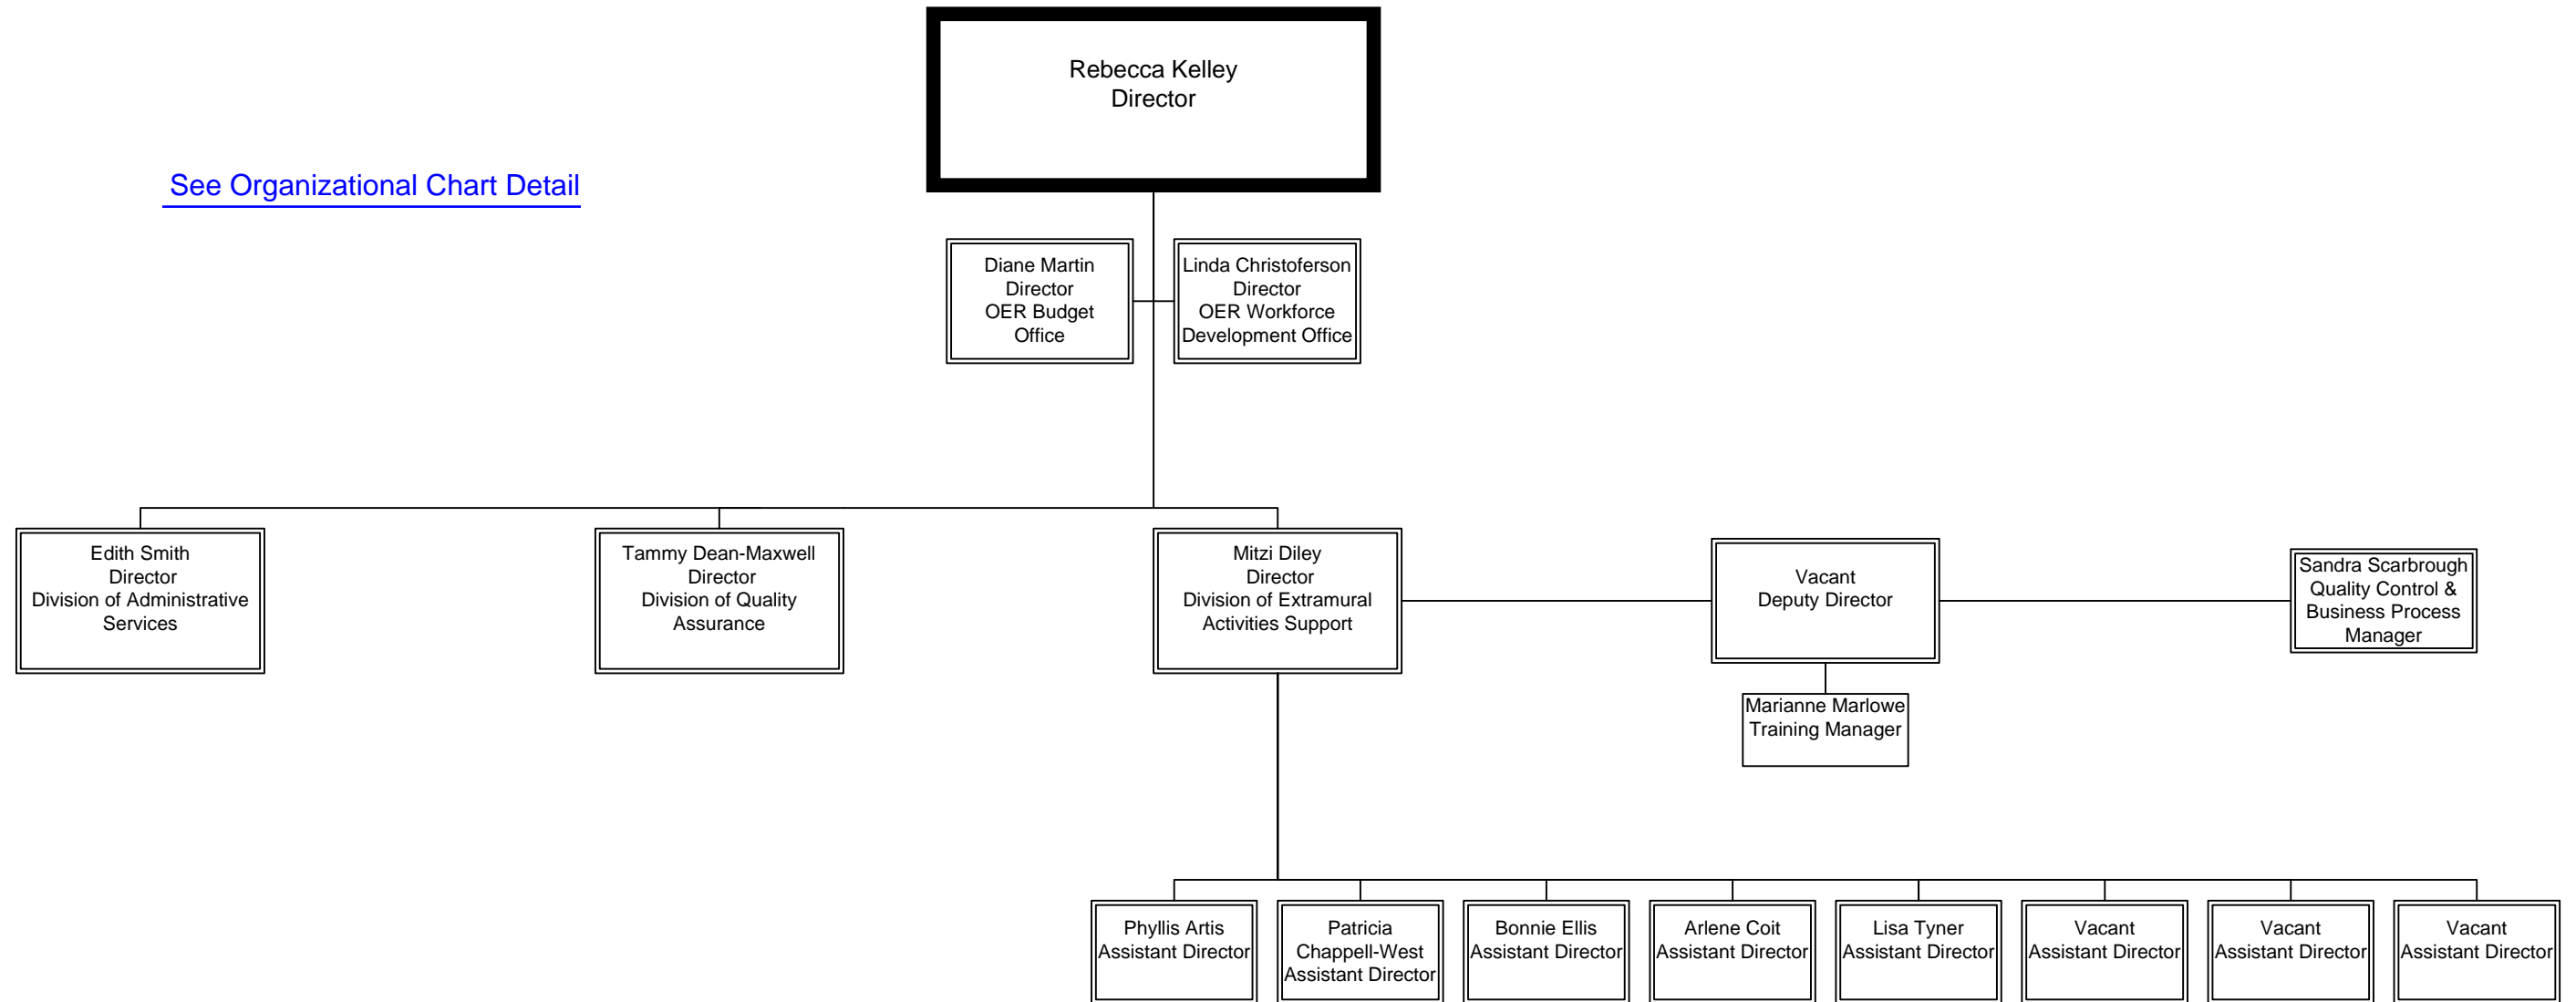 Rebecca Kelley
Director
See Organizational Chart Detail
Diane Martin
Director
OER Budget
Office
Linda Christoferson
Director
OER Workforce
Development Office
Edith Smith
Director
Division of Administrative
Services
Tammy Dean-Maxwell
Director
Division of Quality
Assurance
Mitzi Diley
Director
Division of Extramural
Activities Support
Vacant
Deputy Director
Sandra Scarbrough
Quality Control &
Business Process
Manager
Marianne Marlowe
Training Manager
Phyllis Artis
Assistant Director
Patricia
Chappell-West
Assistant Director
Bonnie Ellis
Assistant Director
Arlene Coit
Assistant Director
Lisa Tyner
Assistant Director
Vacant
Assistant Director
Vacant
Assistant Director
Vacant
Assistant Director